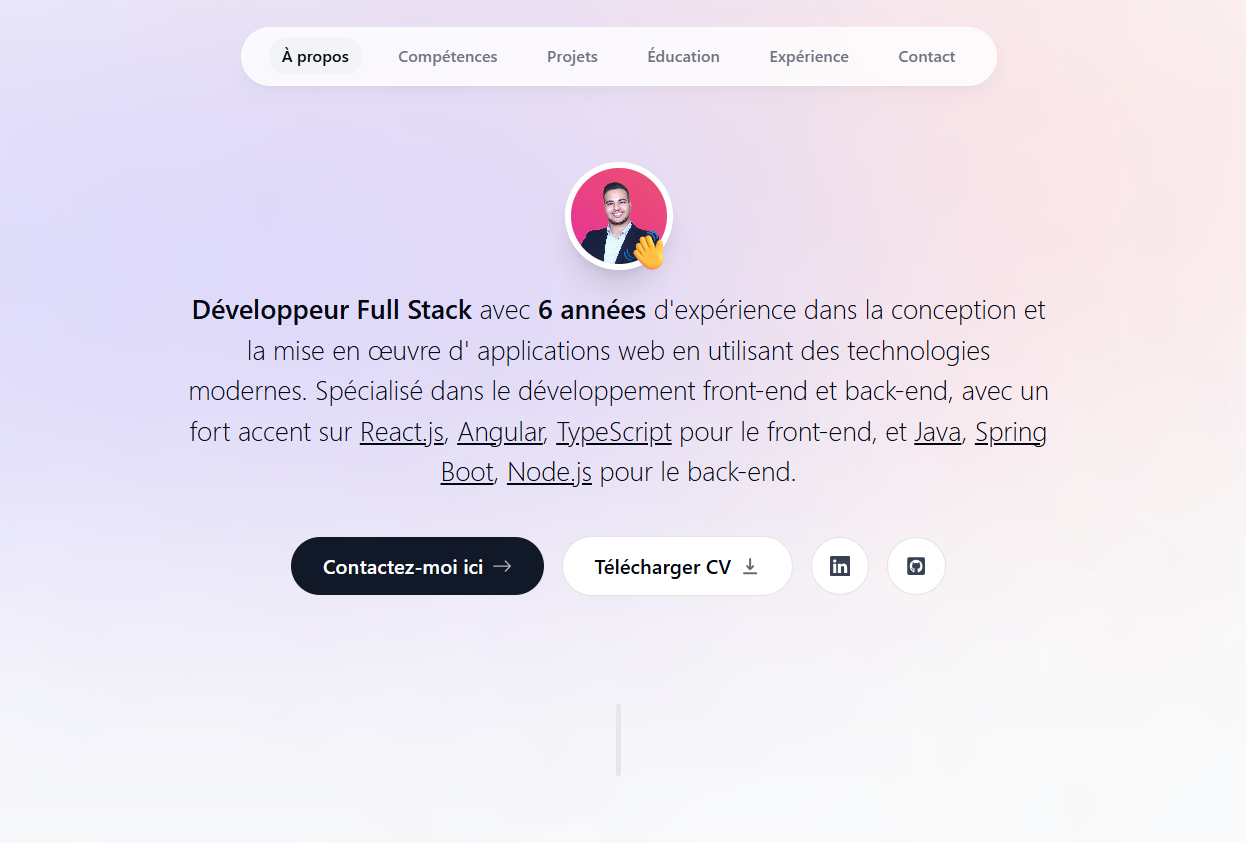 À propos Compétences Projets Éducation Expérience Contact
Développeur Full Stack avec 6 années d'expérience dans la conception et
la mise en œuvre d' applications web en utilisant des technologies
modernes. Spécialisé dans le développement front-end et back-end, avec un
fort accent sur React.js, Angular, TypeScript pour le front-end, et Java, Spring
Boot, Node.js pour le back-end.
Contactez-moi ici → Télécharger CV in